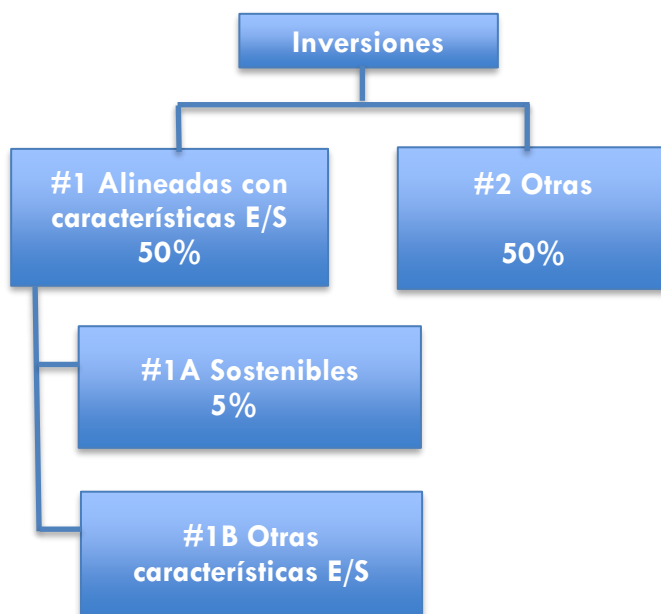 Inversiones
#1 Alineadas con
características E/S
50%
#2 Otras
50%
#1A Sostenibles
5%
#1B Otras
características E/S